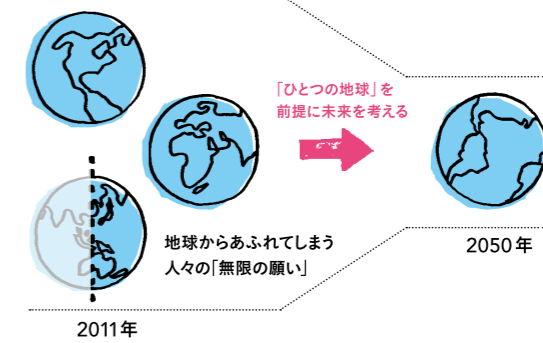 「ひとつの地球」を
前提に未来を考える
地球からあふれてしまう
人々の「無限の願い」
2050年
2011年